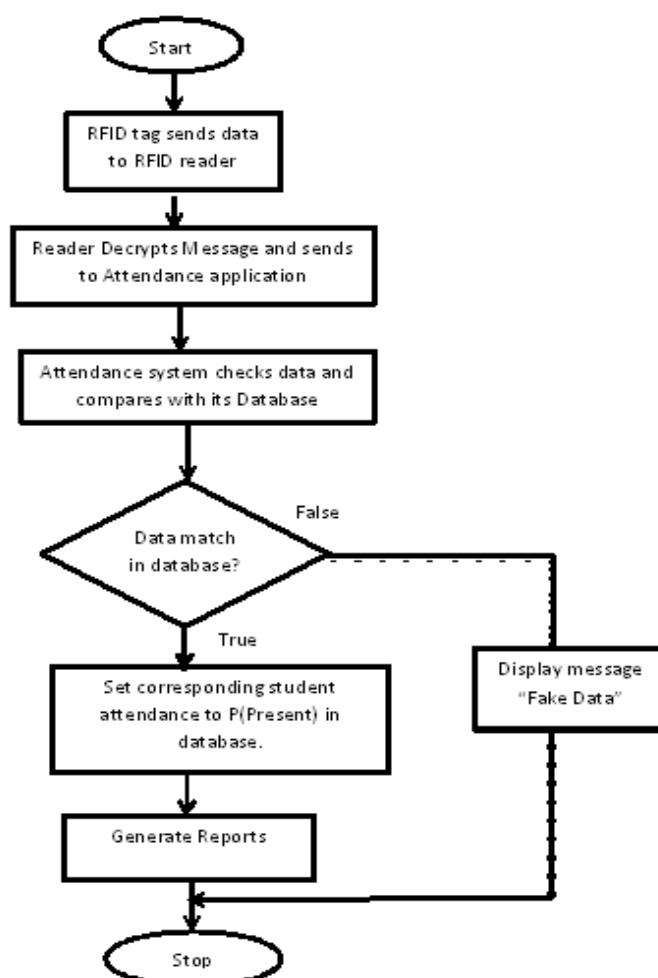 Start
RFID tag sends data
to RFID reader
Reader Decrypts Message and sends
to Attendance application
Attendance system checks data and
compares with its Database
Data match
in database?
False
True
Set corresponding student
attendance to P(Present) in
database.
Display message
“Fake Data”
Generate Reports
Stop